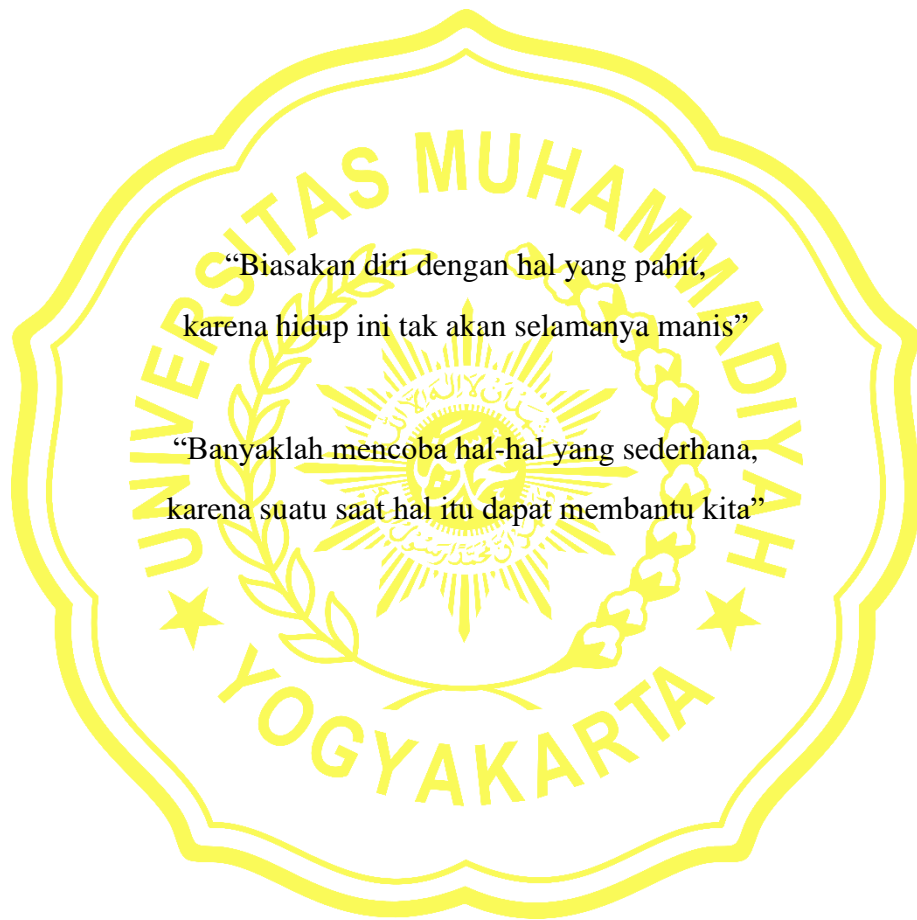 UNIVERSITAS MUHAMMADIYAH
“Biasakan diri dengan hal yang pahit,
karena hidup ini tak akan selamanya manis”
“Banyaklah mencoba hal-hal yang sederhana,
karena suatu saat hal itu dapat membantu kita”
YOGYAKARTA